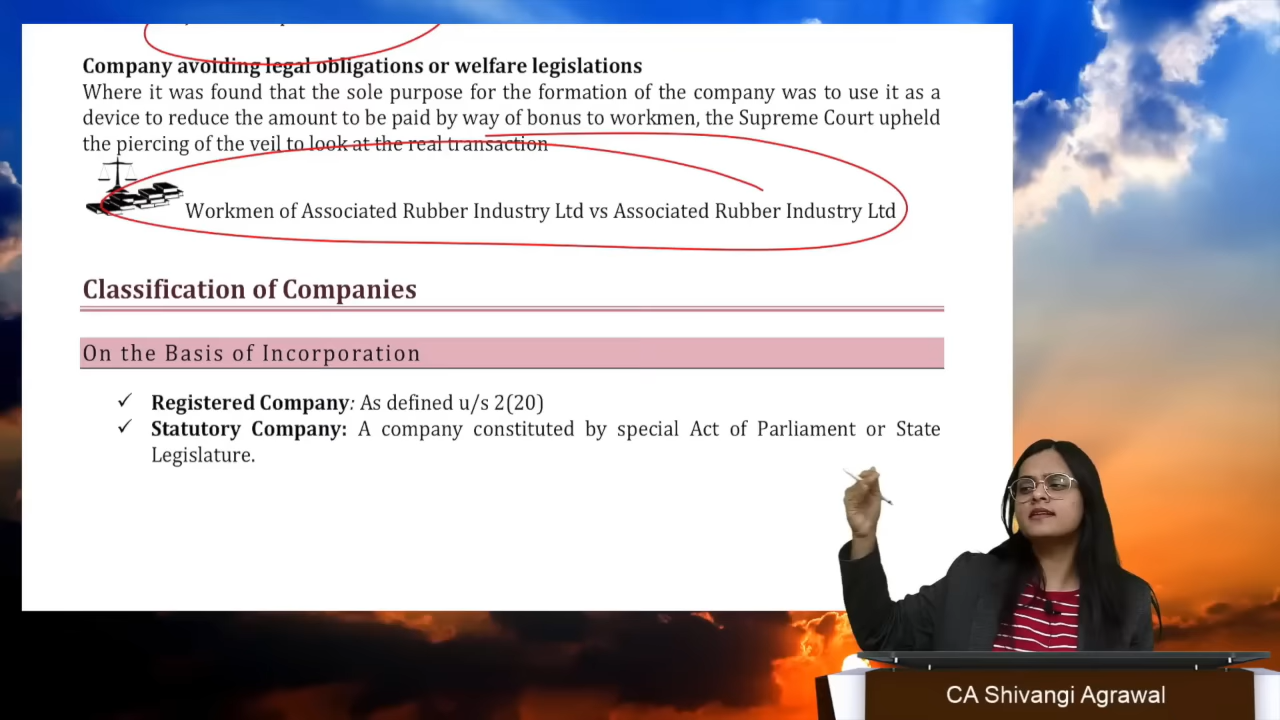 Company avoiding legal obligations or welfare legislations
Where it was found that the sole purpose for the formation of the company was to use it as a
device to reduce the amount to be paid by way of bonus to workmen, the Supreme Court upheld
the piercing of the veil to look at the real transaction
Workmen of Associated Rubber Industry Ltd vs Associated Rubber Industry Ltd
Classification of Companies
On the Basis of Incorporation
✓ Registered Company: As defined u/s 2(20)
✓ Statutory Company: A company constituted by special Act of Parliament or State
Legislature.
CA Shivangi Agrawal